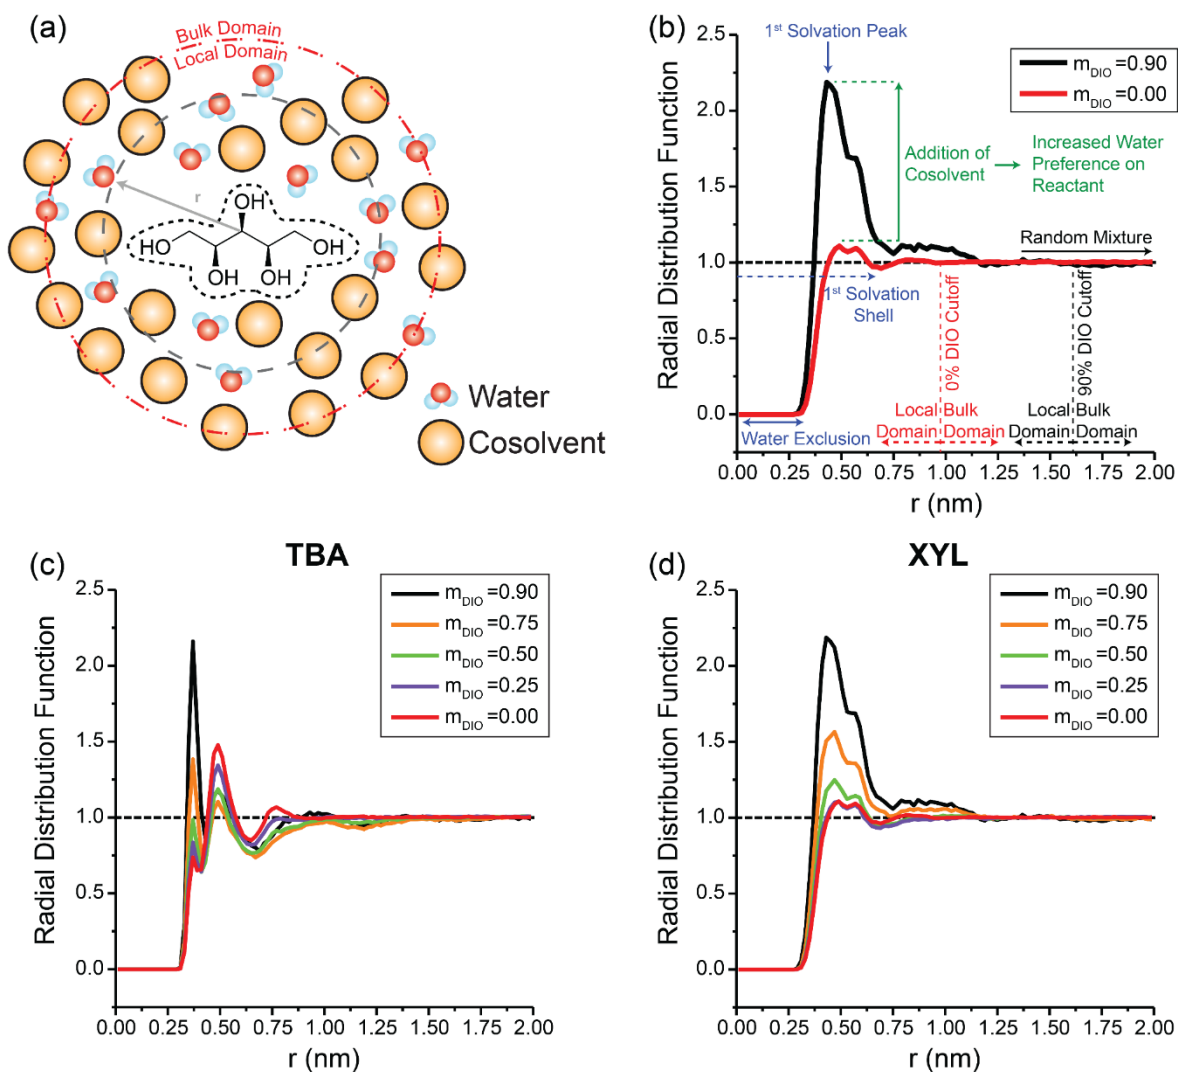 (a)
Bulk Domain
Local Domain
r
OH
HO
OH
OH
OH
Water
Cosolvent
(b)
1st Solvation Peak
m_DIO =0.90
m_DIO =0.00
Addition of
Cosolvent
Increased Water
Preference on
Reactant
Random Mixture
1st Solvation
Shell
0% DIO Cutoff
90% DIO Cutoff
Local Bulk
Domain Domain
Local Bulk
Domain Domain
Water Exclusion
Radial Distribution Function
2.5
2.0
1.5
1.0
0.5
0.0
0.00 0.25 0.50 0.75 1.00 1.25 1.50 1.75 2.00
r (nm)
(c)
TBA
m_DIO =0.90
m_DIO =0.75
m_DIO =0.50
m_DIO =0.25
m_DIO =0.00
Radial Distribution Function
2.5
2.0
1.5
1.0
0.5
0.0
0.00 0.25 0.50 0.75 1.00 1.25 1.50 1.75 2.00
r (nm)
(d)
XYL
m_DIO =0.90
m_DIO =0.75
m_DIO =0.50
m_DIO =0.25
m_DIO =0.00
Radial Distribution Function
2.5
2.0
1.5
1.0
0.5
0.0
0.00 0.25 0.50 0.75 1.00 1.25 1.50 1.75 2.00
r (nm)